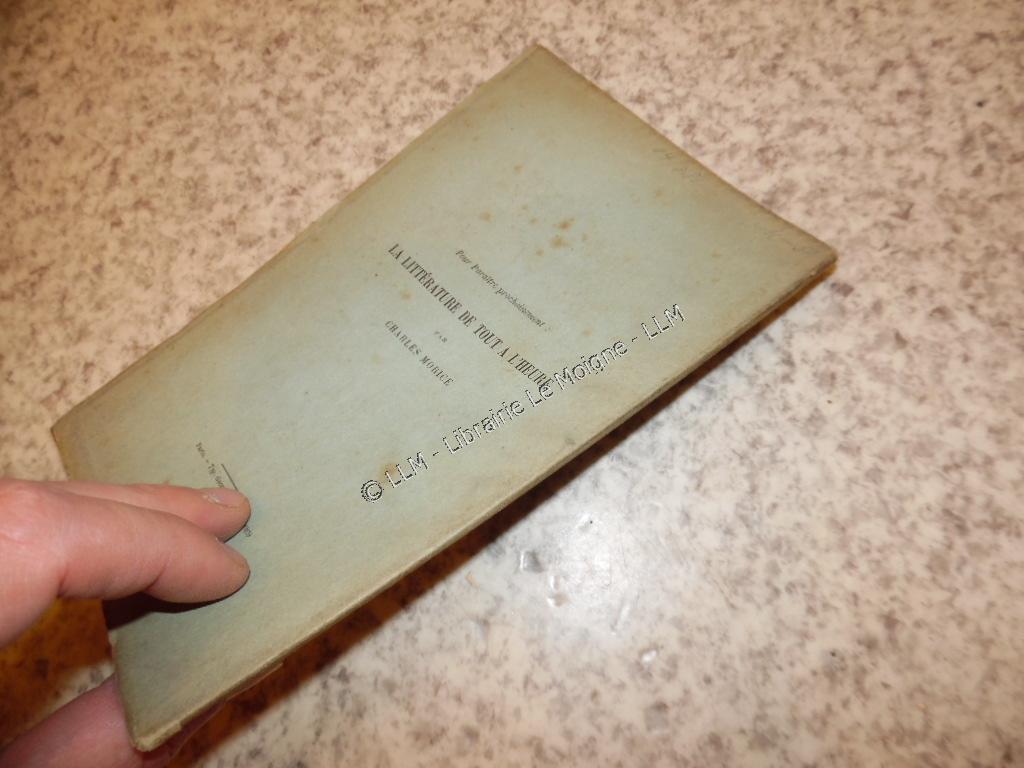 Pour Paraître prochainement :
LA LITTÉRATURE DE TOUT A L'HEURE
PAR
CHARLES MORICE
© LLM - Librairie Le Moigne - LLM